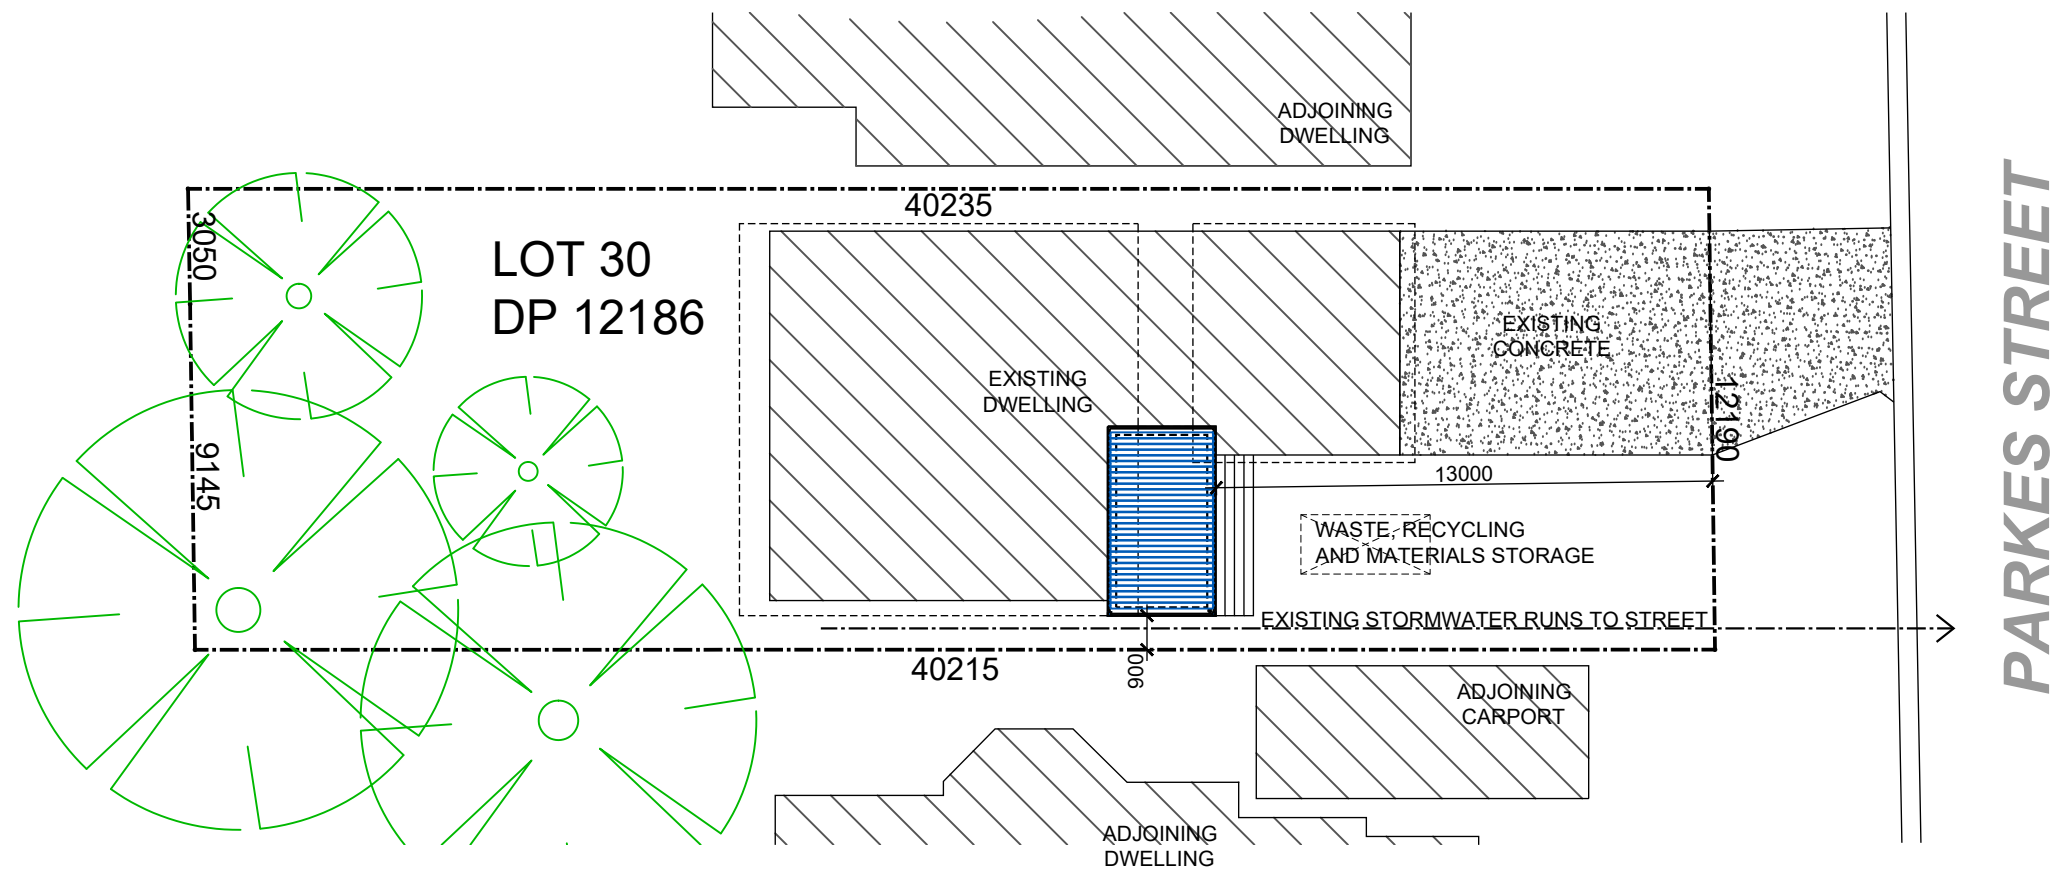 ADJOINING
DWELLING
40235
3050
LOT 30
DP 12186
EXISTING
CONCRETE
EXISTING
DWELLING
12190
9145
13000
WASTE, RECYCLING
AND MATERIALS STORAGE
EXISTING STORMWATER RUNS TO STREET
40215
900
ADJOINING
CARPORT
ADJOINING
DWELLING
PARKES STREET